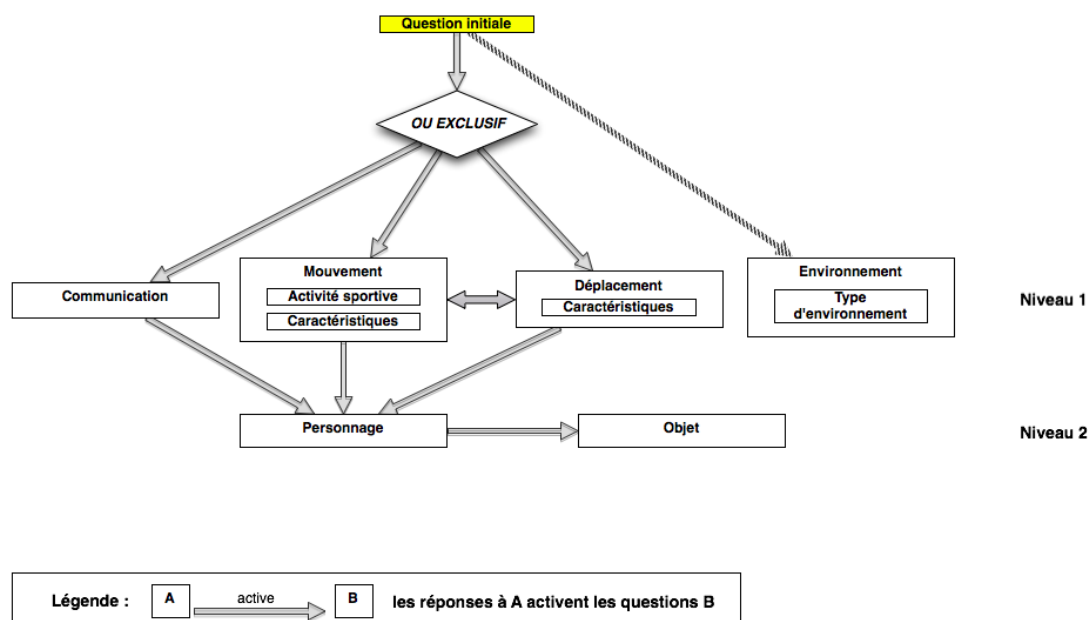 Question initiale
OU EXCLUSIF
Communication
Mouvement
Activité sportive
Caractéristiques
Déplacement
Caractéristiques
Environnement
Type
d'environnement
Niveau 1
Personnage
Objet
Niveau 2
Légende :
A
active
B
les réponses à A activent les questions B